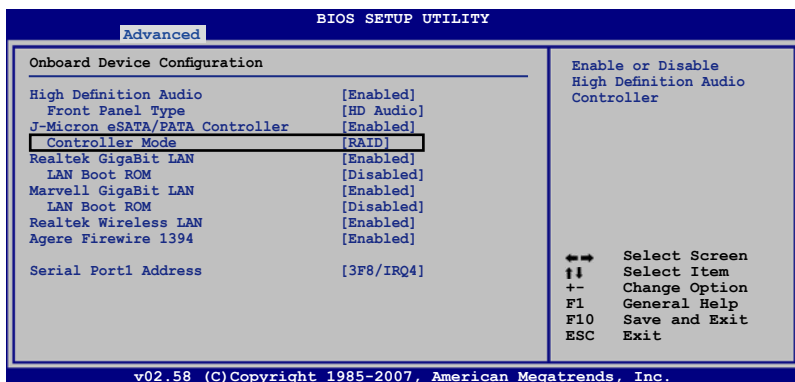 BIOS SETUP UTILITY
Advanced
Onboard Device Configuration
High Definition Audio [Enabled]
Front Panel Type [HD Audio]
J-Micron eSATA/PATA Controller [Enabled]
Controller Mode [RAID]
Realtek GigaBit LAN [Enabled]
LAN Boot ROM [Disabled]
Marvell GigaBit LAN [Enabled]
LAN Boot ROM [Disabled]
Realtek Wireless LAN [Enabled]
Agere Firewire 1394 [Enabled]
Serial Port1 Address [3F8/IRQ4]
Enable or Disable
High Definition Audio
Controller
←→ Select Screen
↑↓ Select Item
+- Change Option
F1 General Help
F10 Save and Exit
ESC Exit
v02.58 (C)Copyright 1985-2007, American Megatrends, Inc.